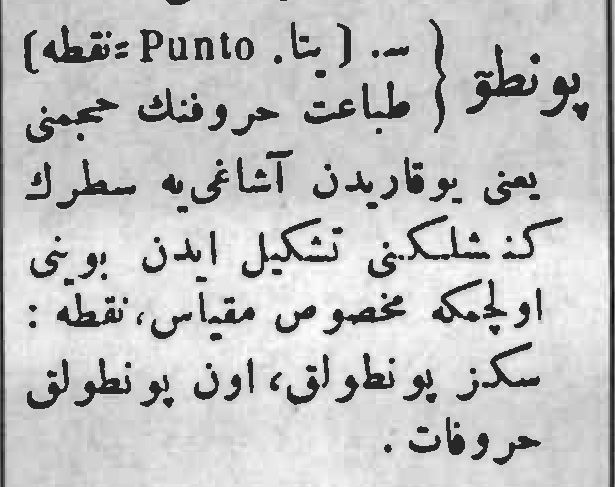 پونطو } س. [ يتا. Punto =نقطه]
طباعت حروفنك حجمنى
يعنى يوقاريدن آشاغى‌يه سطرك
كنشلكنى تشكيل ايدن بوينى
اولچمكه مخصوص مقياس، نقطه :
سكز پونطولق، اون پونطولق
حروفات .